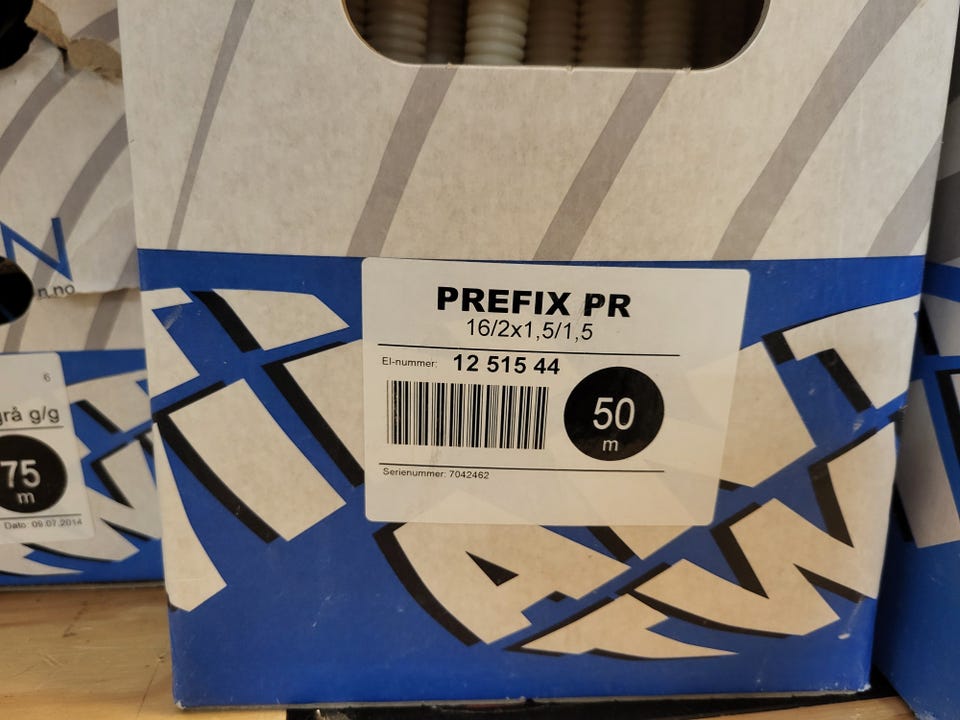 PREFIX PR
16/2x1,5/1,5
El-nummer: 12 515 44
50
m
Serienummer: 7042462
N
n.no
6
grå g/g
75
m
Dato: 09.07.2014